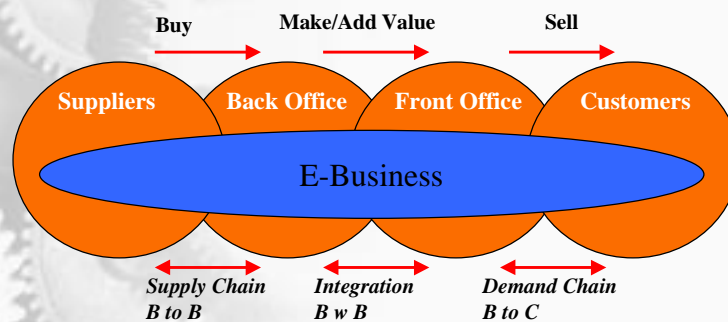 Buy
Make/Add Value
Sell
Suppliers
Back Office
Front Office
Customers
E-Business
Supply Chain
B to B
Integration
B w B
Demand Chain
B to C